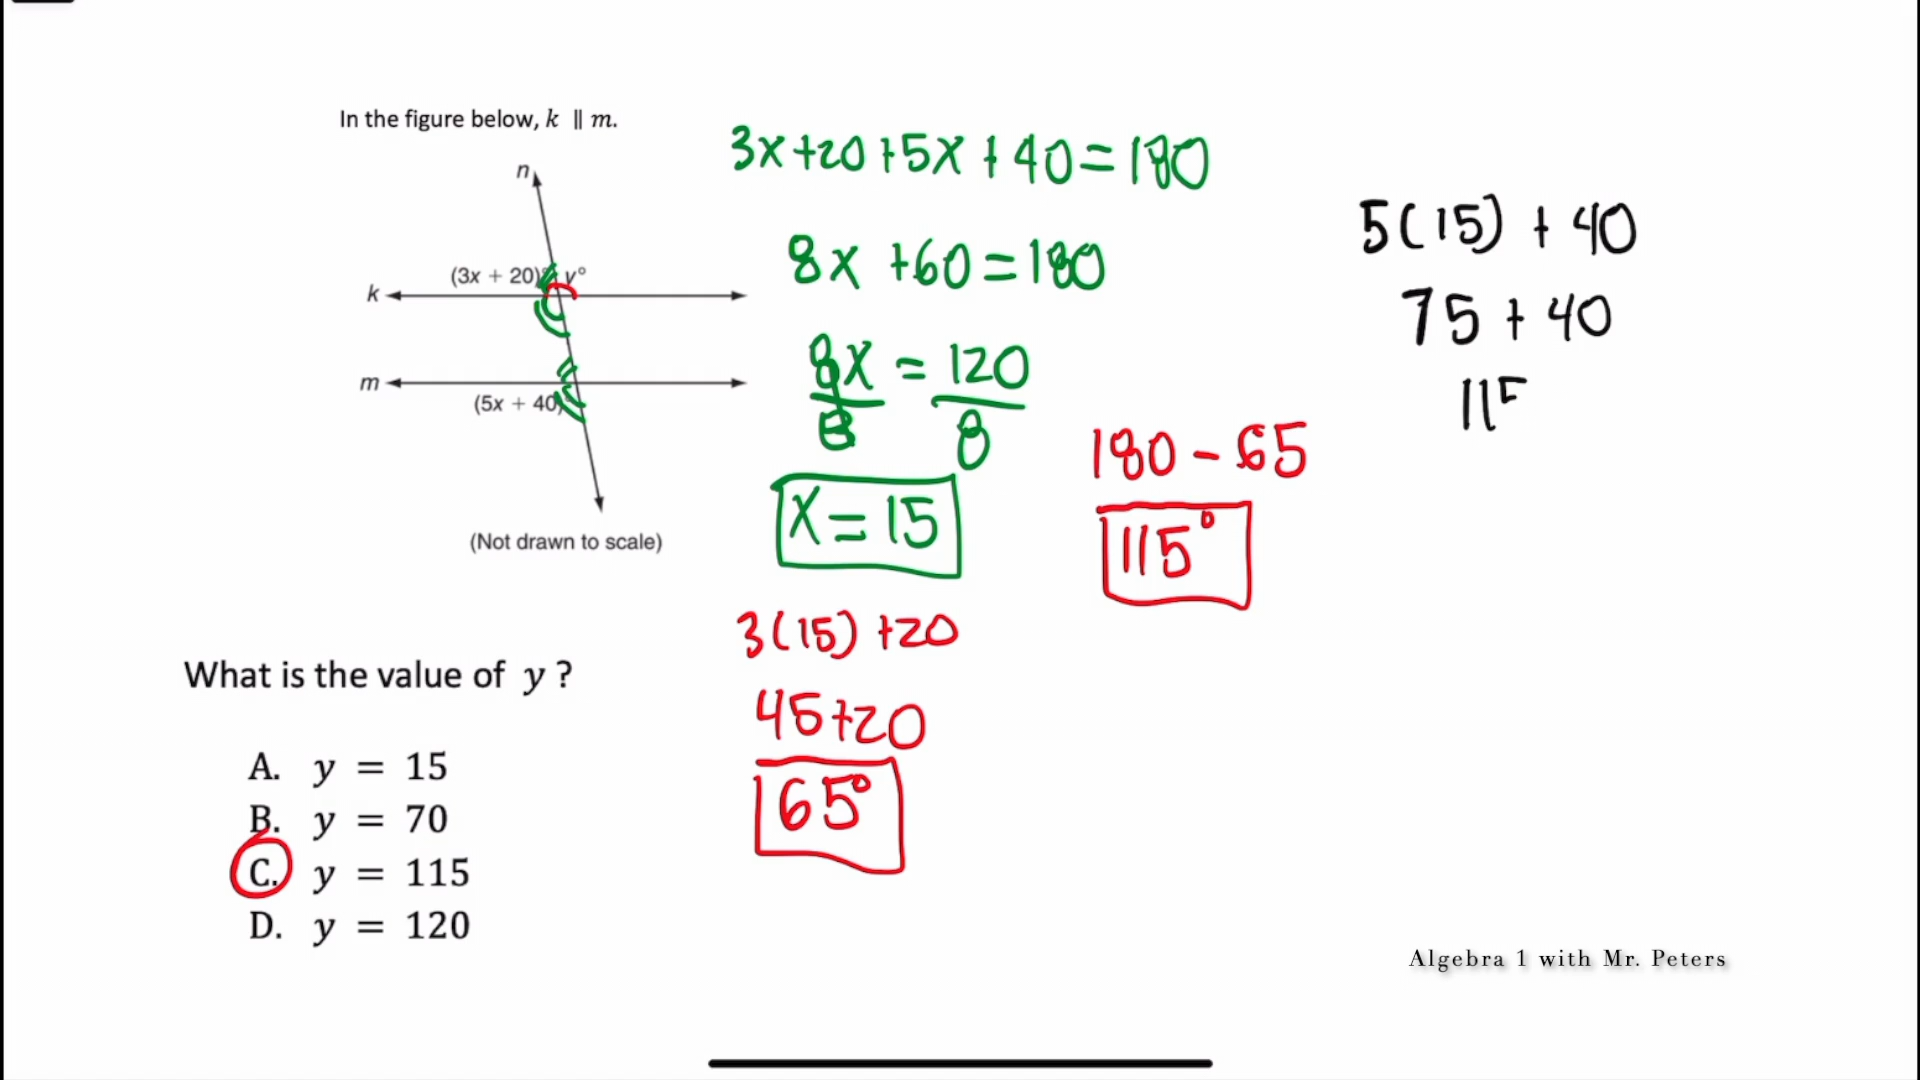 In the figure below, k ∥ m.
n
(3x + 20)° y°
k
m
(5x + 40)
(Not drawn to scale)
What is the value of y ?
A. y = 15
B. y = 70
C. y = 115
D. y = 120
3x+20+5x+40=180
8x +60=180
8x = 120
8 8
x=15
3(15)+20
45+20
65°
180-65
115°
5(15)+40
75+40
115
Algebra 1 with Mr. Peters